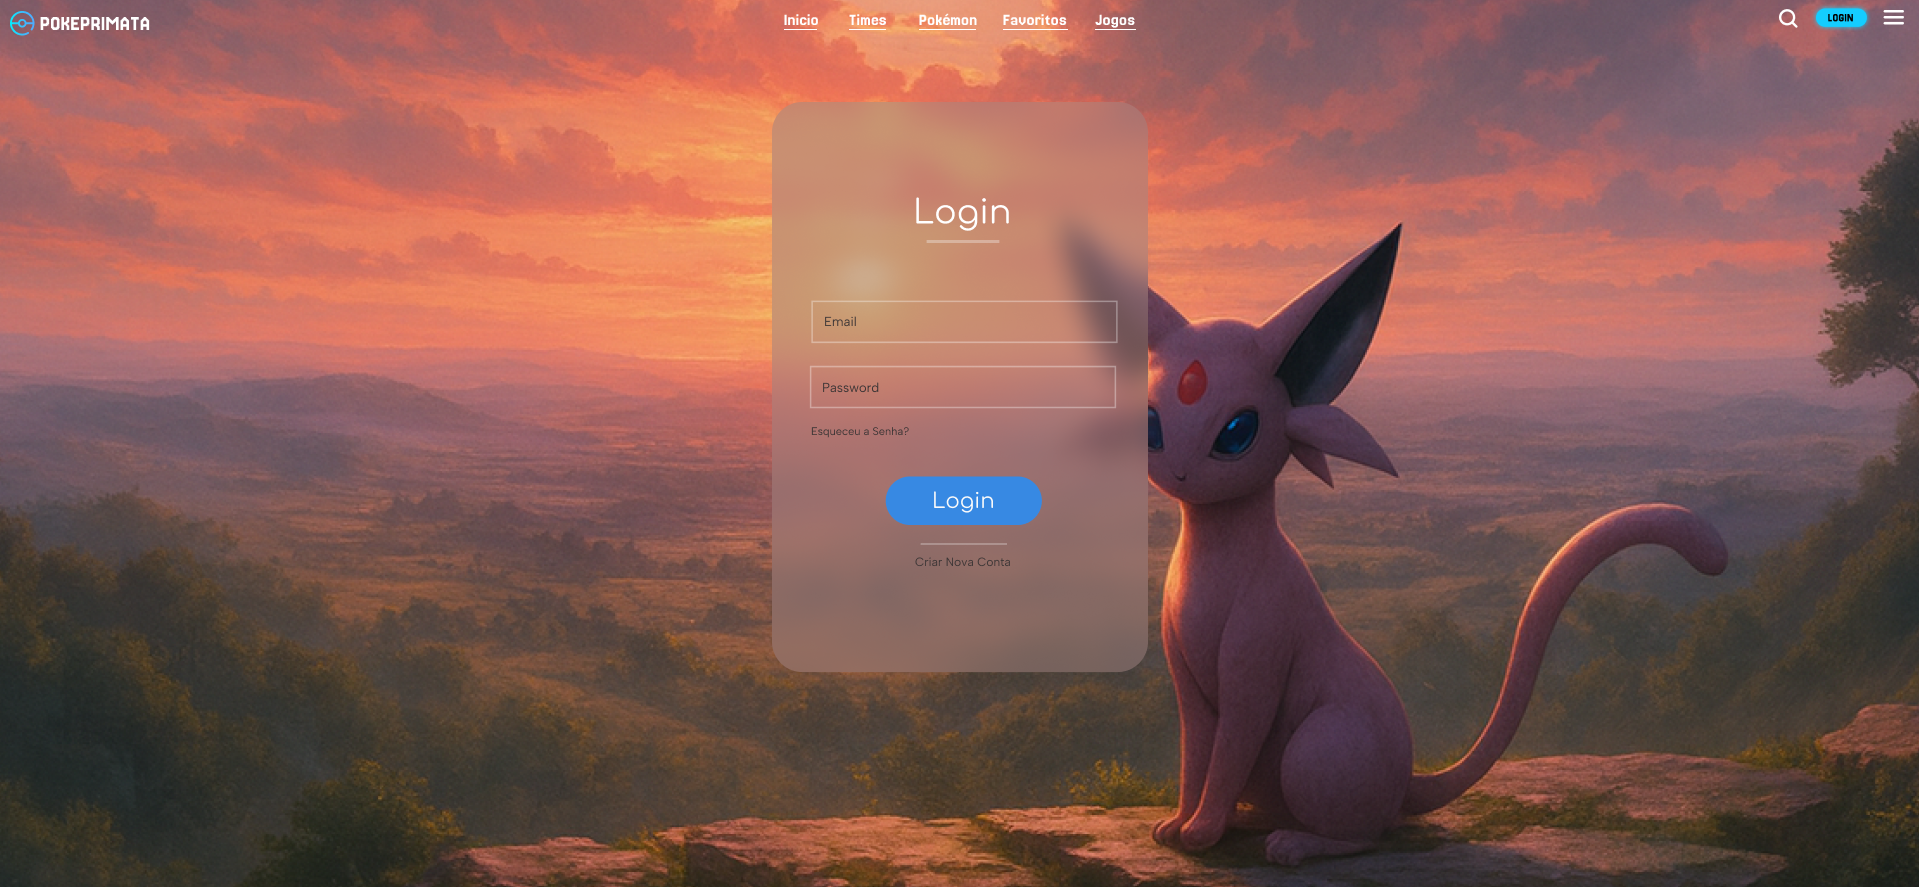 POKEPRIMATA
Inicio Times Pokémon Favoritos Jogos
LOGIN
Login
Email
Password
Esqueceu a Senha?
Login
Criar Nova Conta